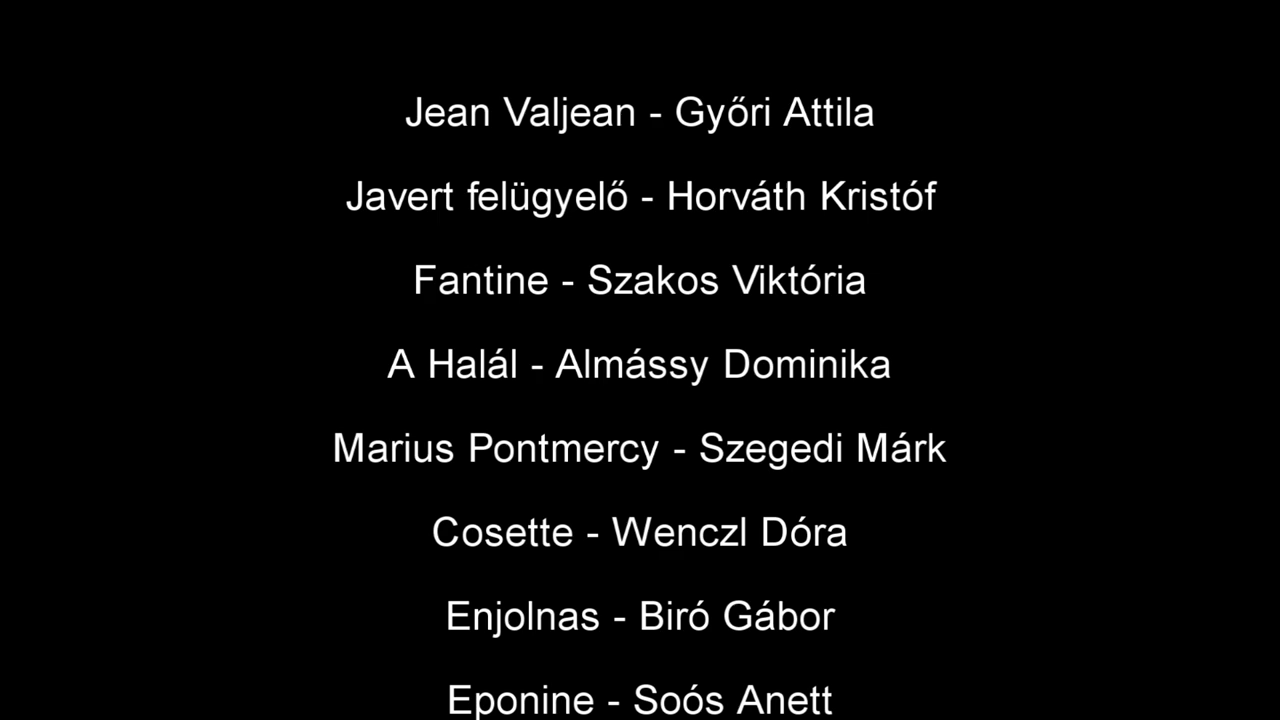 Jean Valjean - Győri Attila
Javert felügyelő - Horváth Kristóf
Fantine - Szakos Viktória
A Halál - Almássy Dominika
Marius Pontmercy - Szegedi Márk
Cosette - Wenczl Dóra
Enjolnas - Biró Gábor
Eponine - Soós Anett